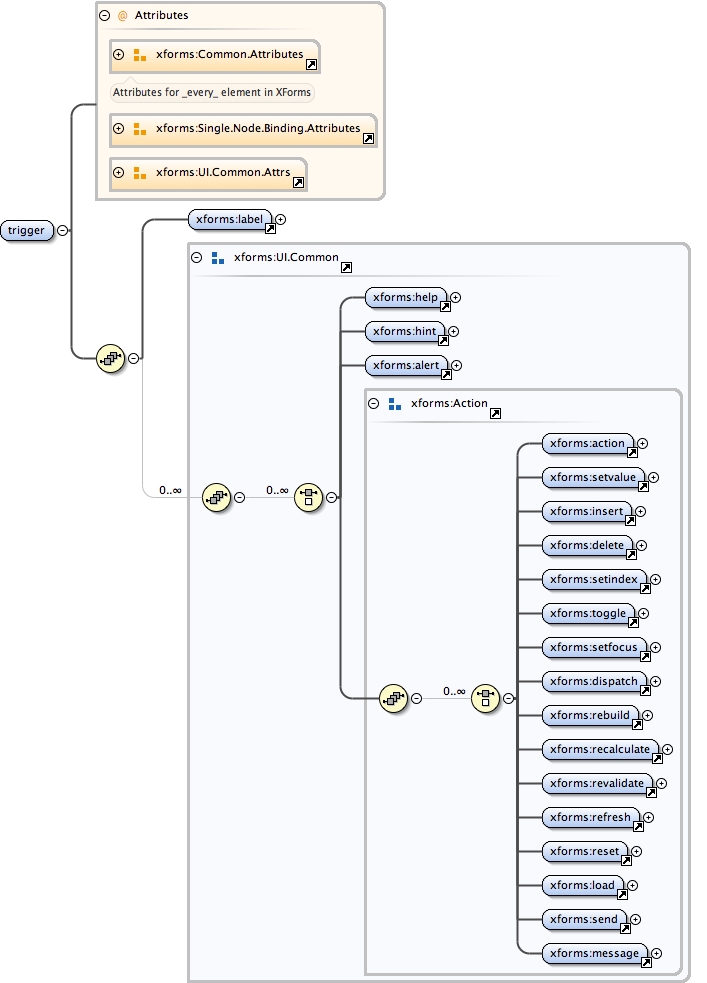 @ Attributes
xforms:Common.Attributes
Attributes for _every_ element in XForms
xforms:Single.Node.Binding.Attributes
xforms:UI.Common.Attrs
trigger
xforms:label
xforms:UI.Common
xforms:help
xforms:hint
xforms:alert
xforms:Action
xforms:action
xforms:setvalue
0..∞
0..∞
xforms:insert
xforms:delete
xforms:setindex
xforms:toggle
xforms:setfocus
xforms:dispatch
0..∞
xforms:rebuild
xforms:recalculate
xforms:revalidate
xforms:refresh
xforms:reset
xforms:load
xforms:send
xforms:message